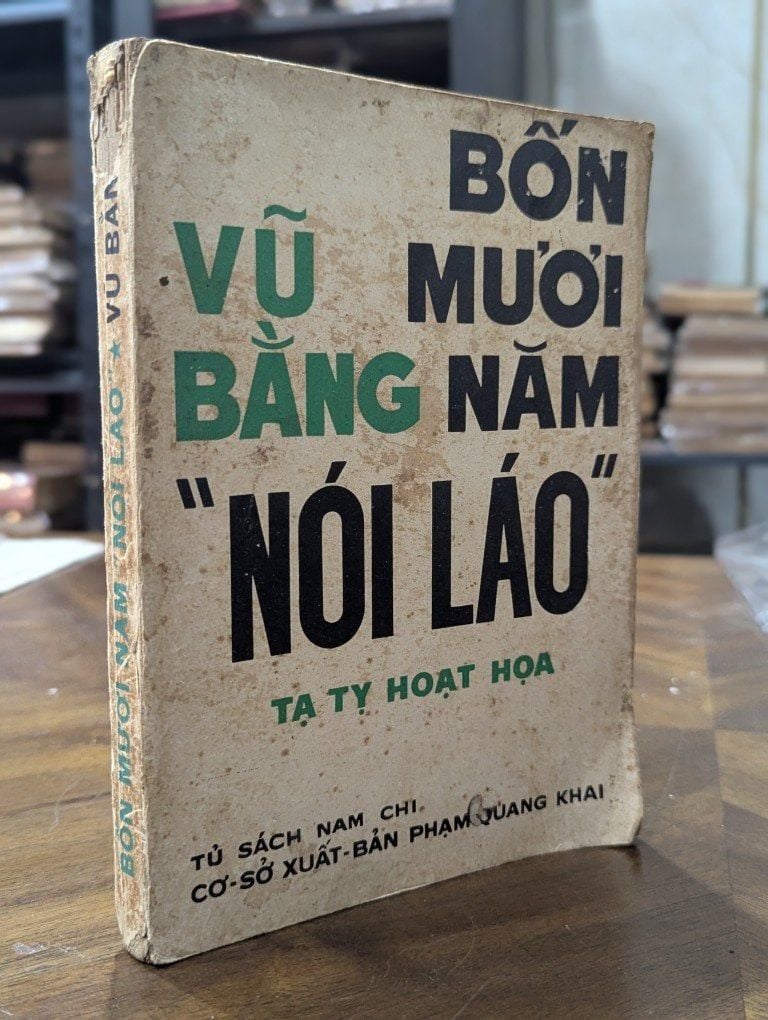 BỐN
MƯƠI
NĂM
VŨ
BẰNG
"NÓI LÁO"
TẠ TỴ HOẠT HỌA
TỦ SÁCH NAM CHI
CƠ-SỞ XUẤT-BẢN PHẠM QUANG KHAI
BỐN MƯƠI NĂM "NÓI LÁO" ★ VŨ BẰN